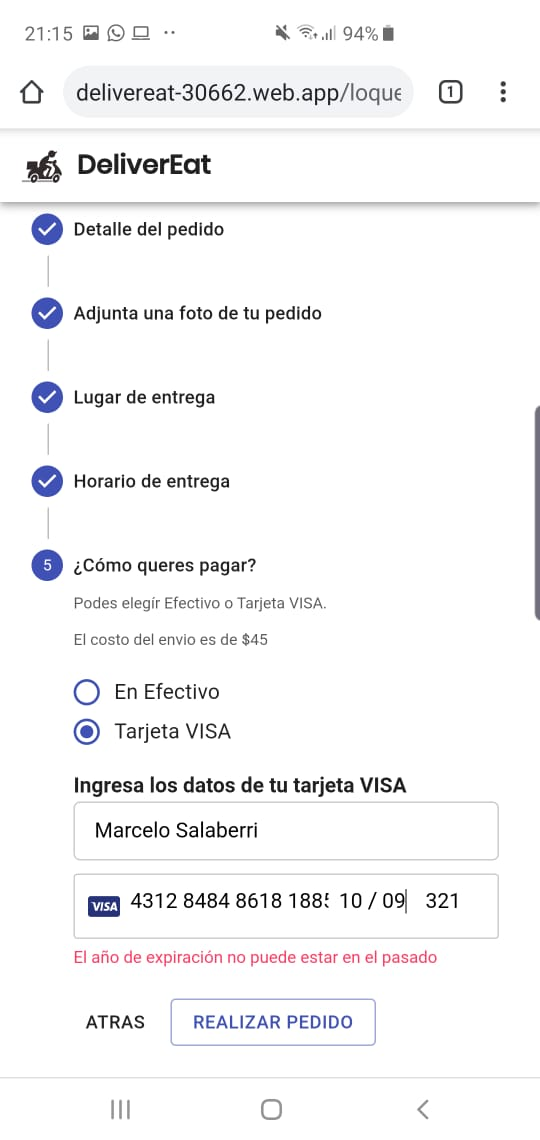 21:15 94%
delivereat-30662.web.app/loque 1
DeliverEat
Detalle del pedido
Adjunta una foto de tu pedido
Lugar de entrega
Horario de entrega
5 ¿Cómo queres pagar?
Podes elegír Efectivo o Tarjeta VISA.
El costo del envio es de $45
En Efectivo
Tarjeta VISA
Ingresa los datos de tu tarjeta VISA
Marcelo Salaberri
VISA 4312 8484 8618 1885 10 / 09 321
El año de expiración no puede estar en el pasado
ATRAS REALIZAR PEDIDO